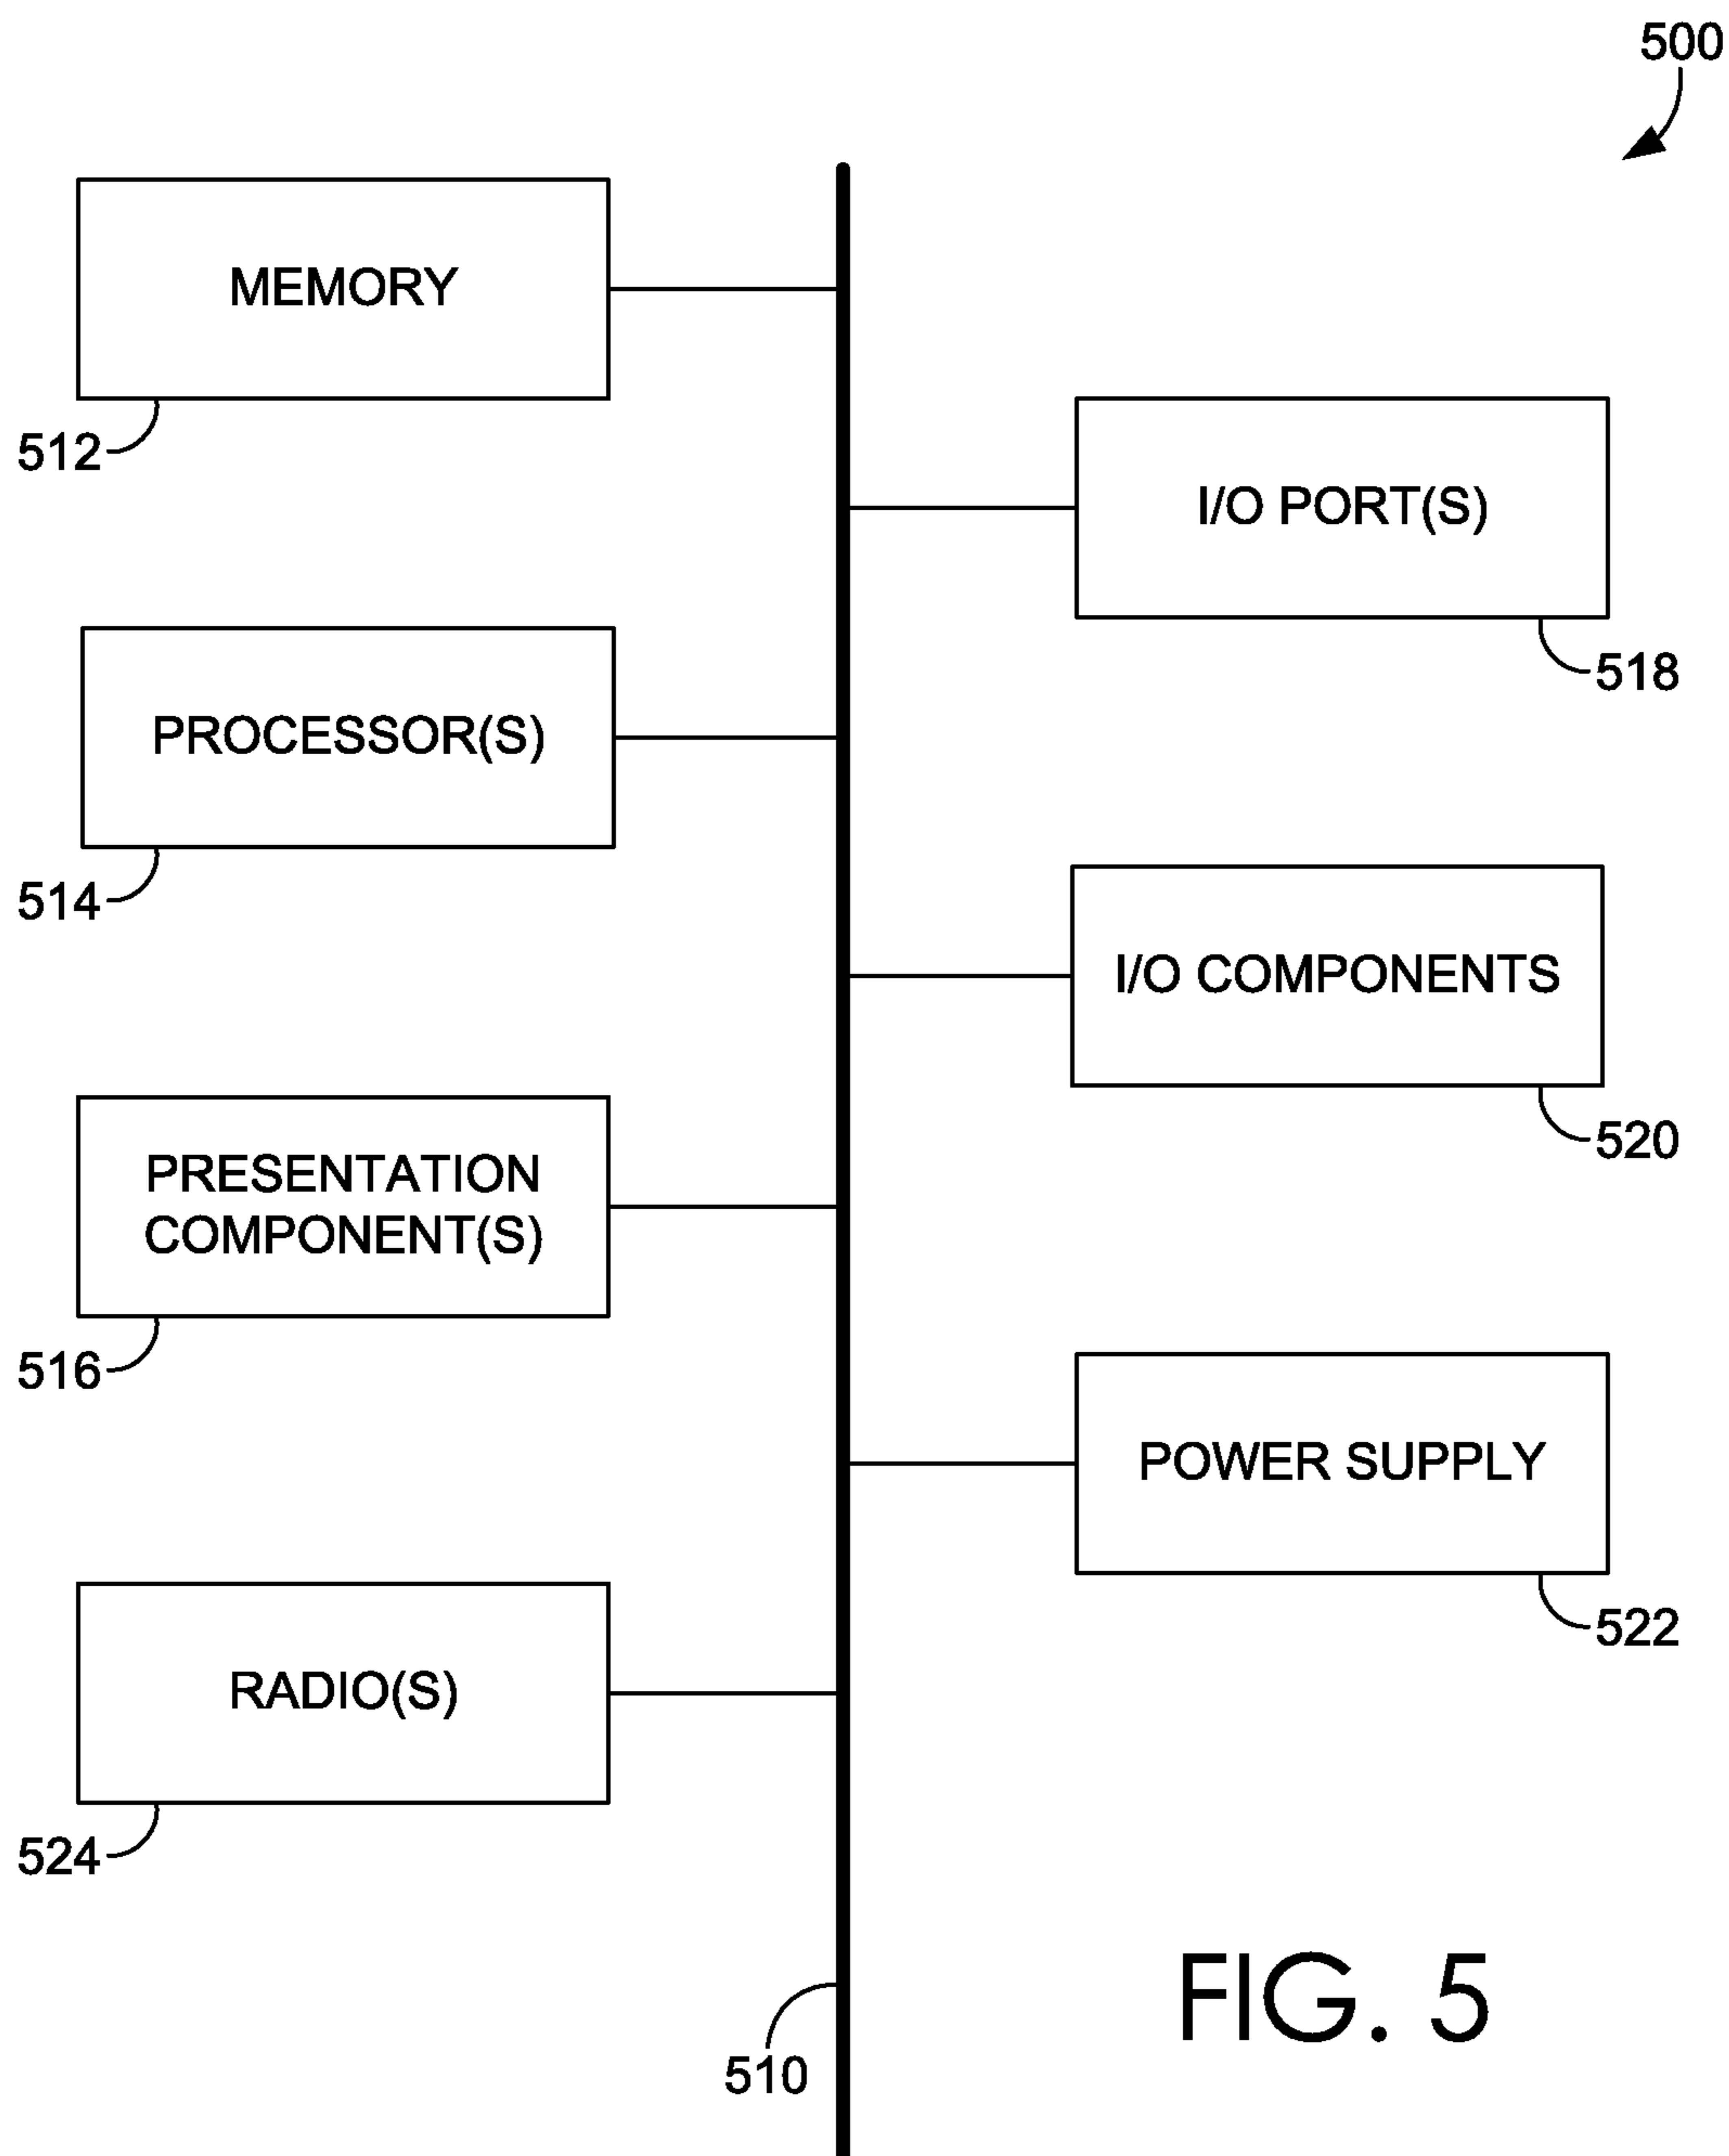 500
MEMORY
512
I/O PORT(S)
518
PROCESSOR(S)
514
I/O COMPONENTS
520
PRESENTATION
COMPONENT(S)
516
POWER SUPPLY
522
RADIO(S)
524
510
FIG. 5